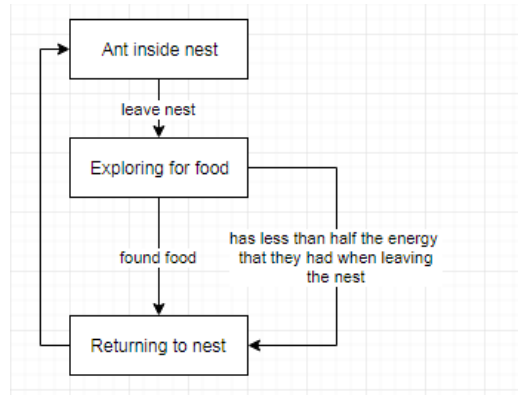 Ant inside nest
leave nest
Exploring for food
found food
has less than half the energy
that they had when leaving
the nest
Returning to nest